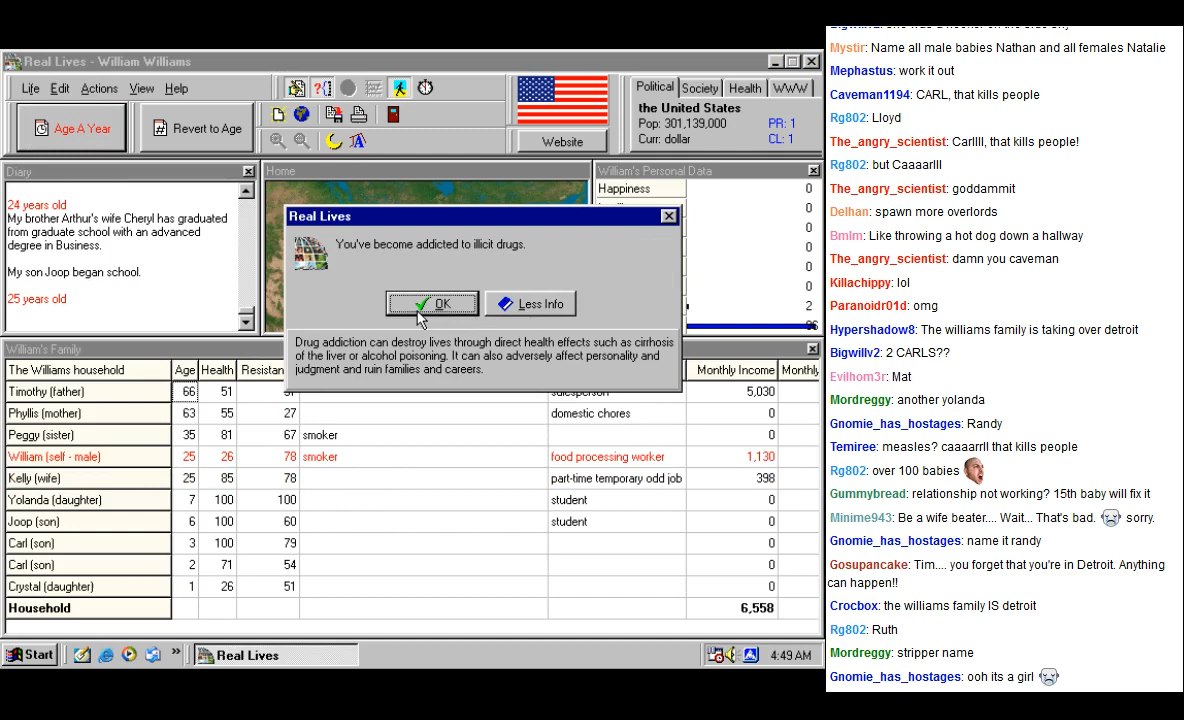 Real Lives - William Williams
Life Edit Actions View Help
Age A Year
Revert to Age
Website
Political Society Health WWW
the United States
Pop: 301,139,000 PR: 1
Curr: dollar CL: 1
Diary
24 years old
My brother Arthur's wife Cheryl has graduated
from graduate school with an advanced
degree in Business.
My son Joop began school.
25 years old
Home
William's Personal Data
Happiness 0
0
0
0
0
0
2
Real Lives
You've become addicted to illicit drugs.
OK
Less Info
Drug addiction can destroy lives through direct health effects such as cirrhosis
of the liver or alcohol poisoning. It can also adversely affect personality and
judgment and ruin families and careers.
William's Family
The Williams household Age Health Resistanc Monthly Income Monthly
Timothy (father) 66 51 salesperson 5,030
Phyllis (mother) 63 55 27 domestic chores 0
Peggy (sister) 35 81 67 smoker 0
William (self - male) 25 26 78 smoker food processing worker 1,130
Kelly (wife) 25 85 78 part-time temporary odd job 398
Yolanda (daughter) 7 100 100 student 0
Joop (son) 6 100 60 student 0
Carl (son) 3 100 79 0
Carl (son) 2 71 54 0
Crystal (daughter) 1 26 51 0
Household 6,558
Start
Real Lives
4:49 AM
Mystir: Name all male babies Nathan and all females Natalie
Mephastus: work it out
Caveman1194: CARL, that kills people
Rg802: Lloyd
The_angry_scientist: Carllll, that kills people!
Rg802: but Caaaarlll
The_angry_scientist: goddammit
Delhan: spawn more overlords
Bmlm: Like throwing a hot dog down a hallway
The_angry_scientist: damn you caveman
Killachippy: lol
Paranoidr01d: omg
Hypershadow8: The williams family is taking over detroit
Bigwillv2: 2 CARLS??
Evilhom3r: Mat
Mordreggy: another yolanda
Gnomie_has_hostages: Randy
Temiree: measles? caaarrll that kills people
Rg802: over 100 babies
Gummybread: relationship not working? 15th baby will fix it
Minime943: Be a wife beater.... Wait... That's bad. sorry.
Gnomie_has_hostages: name it randy
Gosupancake: Tim.... you forget that you're in Detroit. Anything
can happen!!
Crocbox: the williams family IS detroit
Rg802: Ruth
Mordreggy: stripper name
Gnomie_has_hostages: ooh its a girl